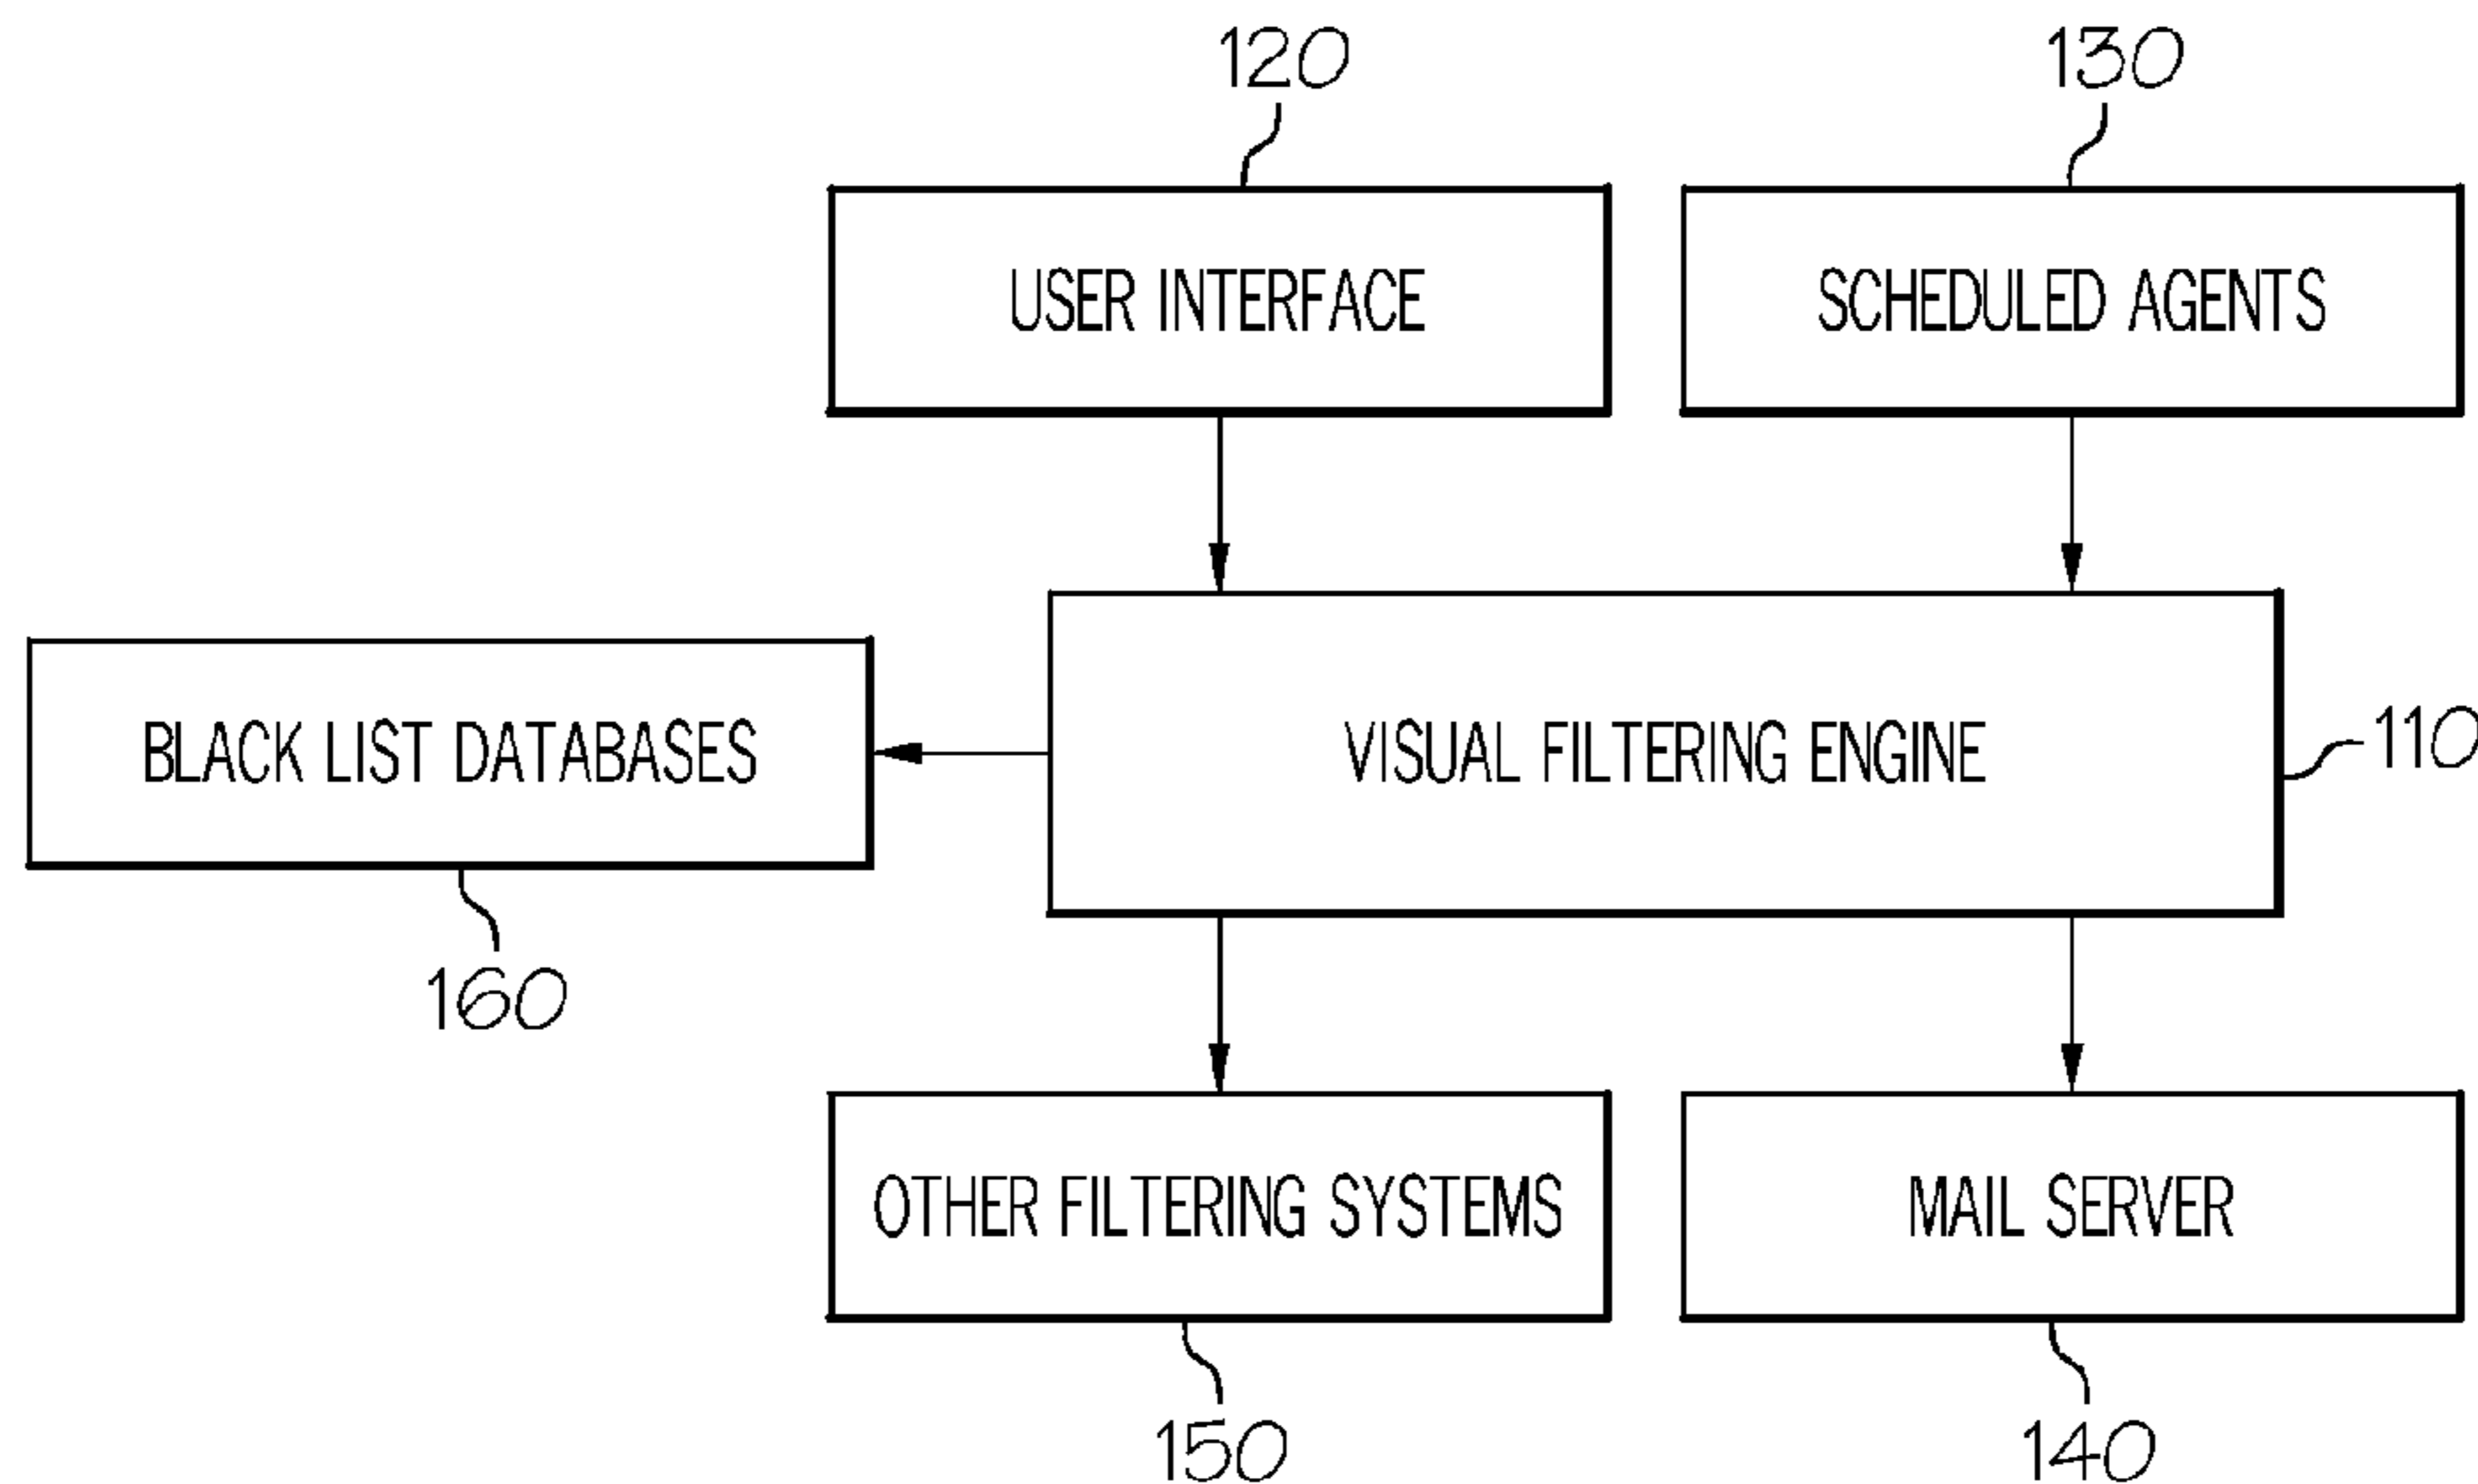 120
130
USER INTERFACE
SCHEDULED AGENTS
BLACK LIST DATABASES
VISUAL FILTERING ENGINE
110
160
OTHER FILTERING SYSTEMS
MAIL SERVER
150
140